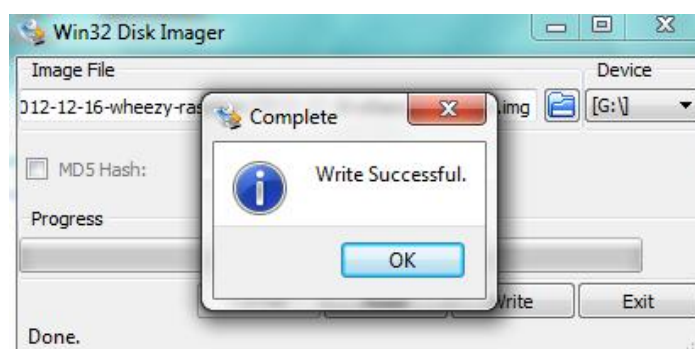 Win32 Disk Imager
Image File
Device
012-12-16-wheezy-ras
.img
[G:\]
Complete
Write Successful.
MD5 Hash:
Progress
OK
Write
Exit
Done.